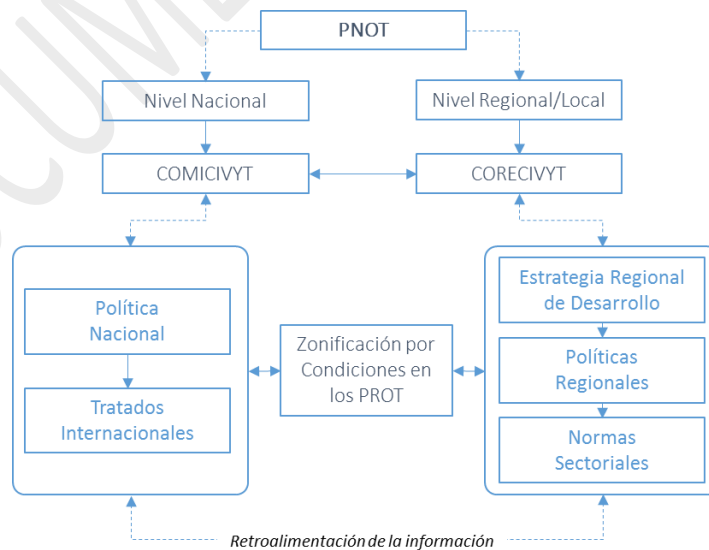 PNOT
Nivel Nacional
Nivel Regional/Local
COMICIVYT
CORECIVYT
Política
Nacional
Tratados
Internacionales
Zonificación por
Condiciones en
los PROT
Estrategia Regional
de Desarrollo
Políticas
Regionales
Normas
Sectoriales
Retroalimentación de la información